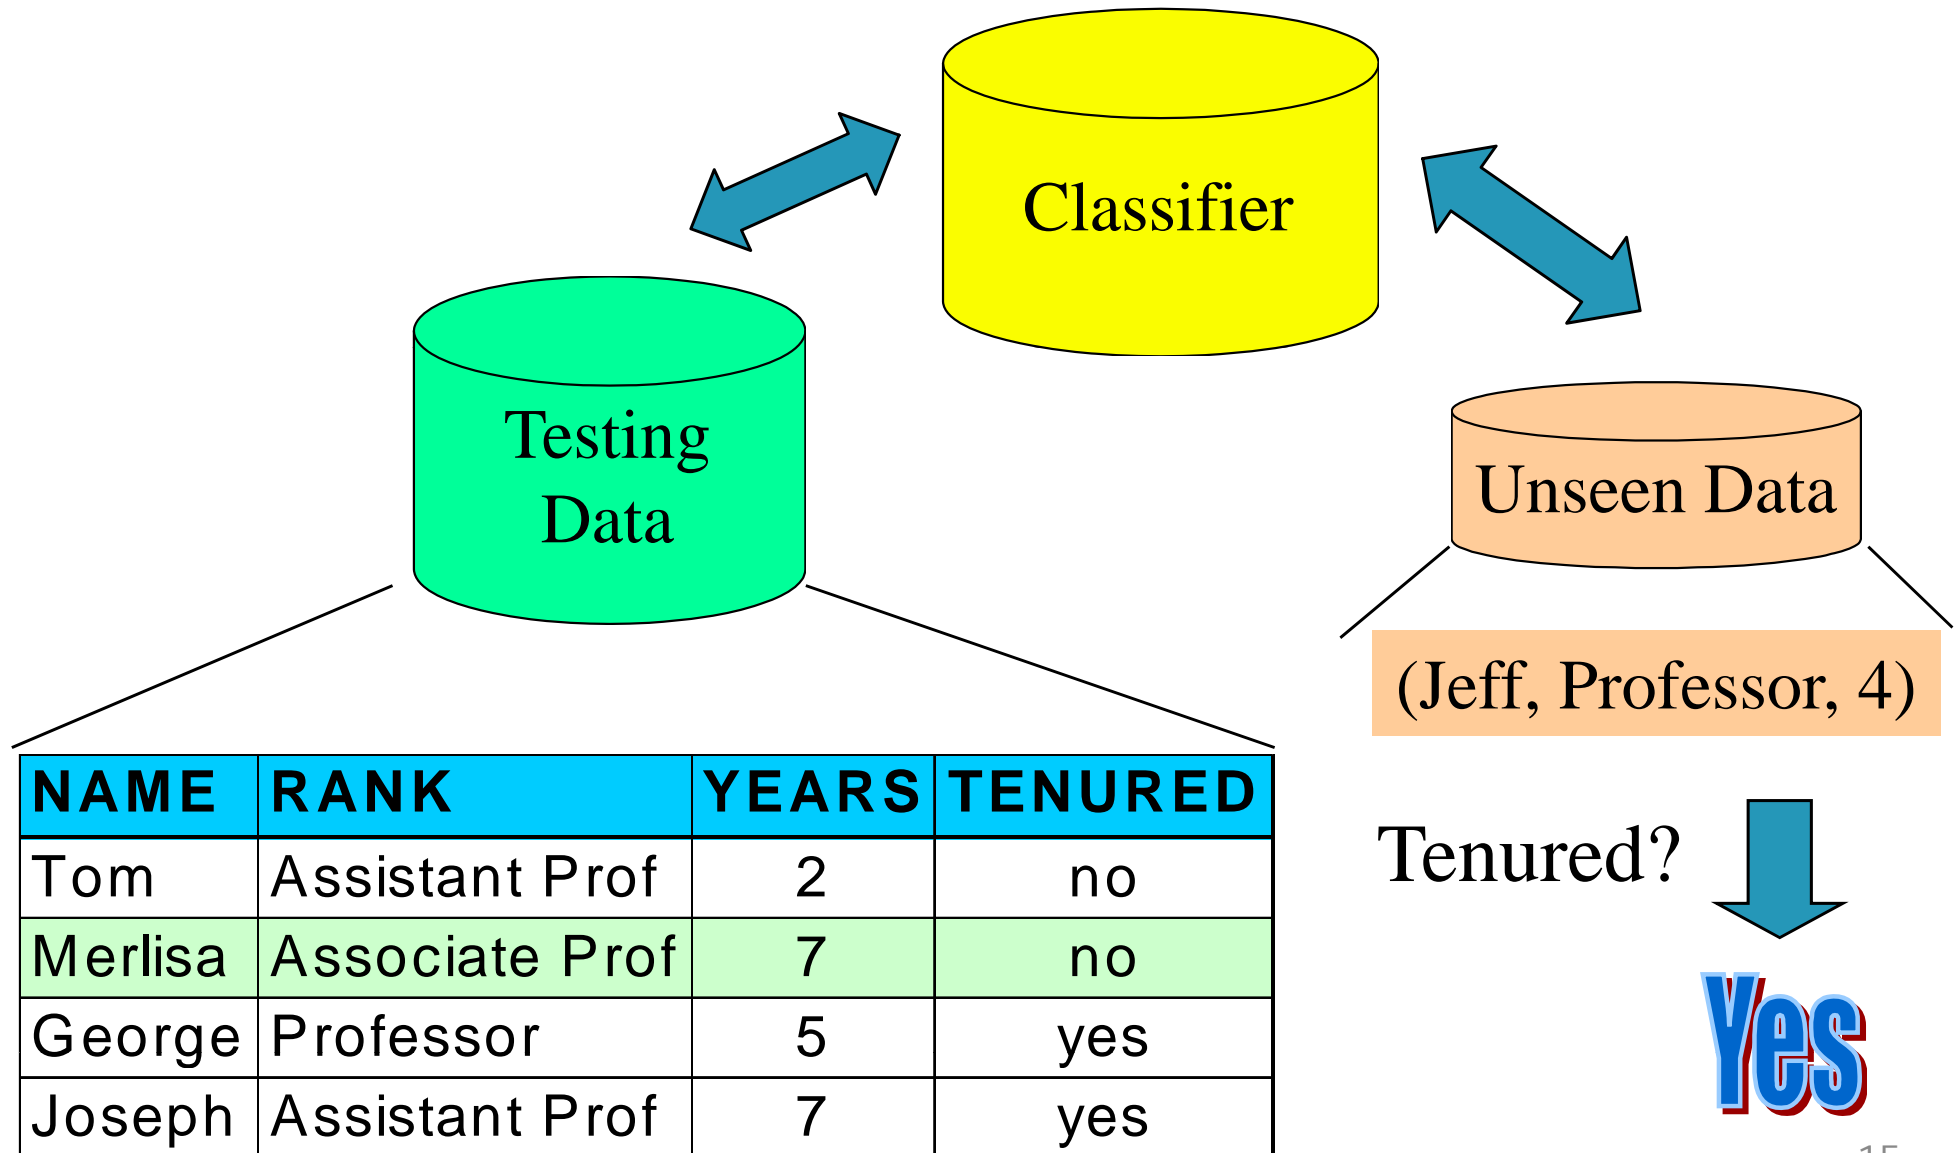 Classifier
Testing
Data
Unseen Data
(Jeff, Professor, 4)
NAME RANK YEARS TENURED
Tom Assistant Prof 2 no
Merlisa Associate Prof 7 no
George Professor 5 yes
Joseph Assistant Prof 7 yes
Tenured?
Yes